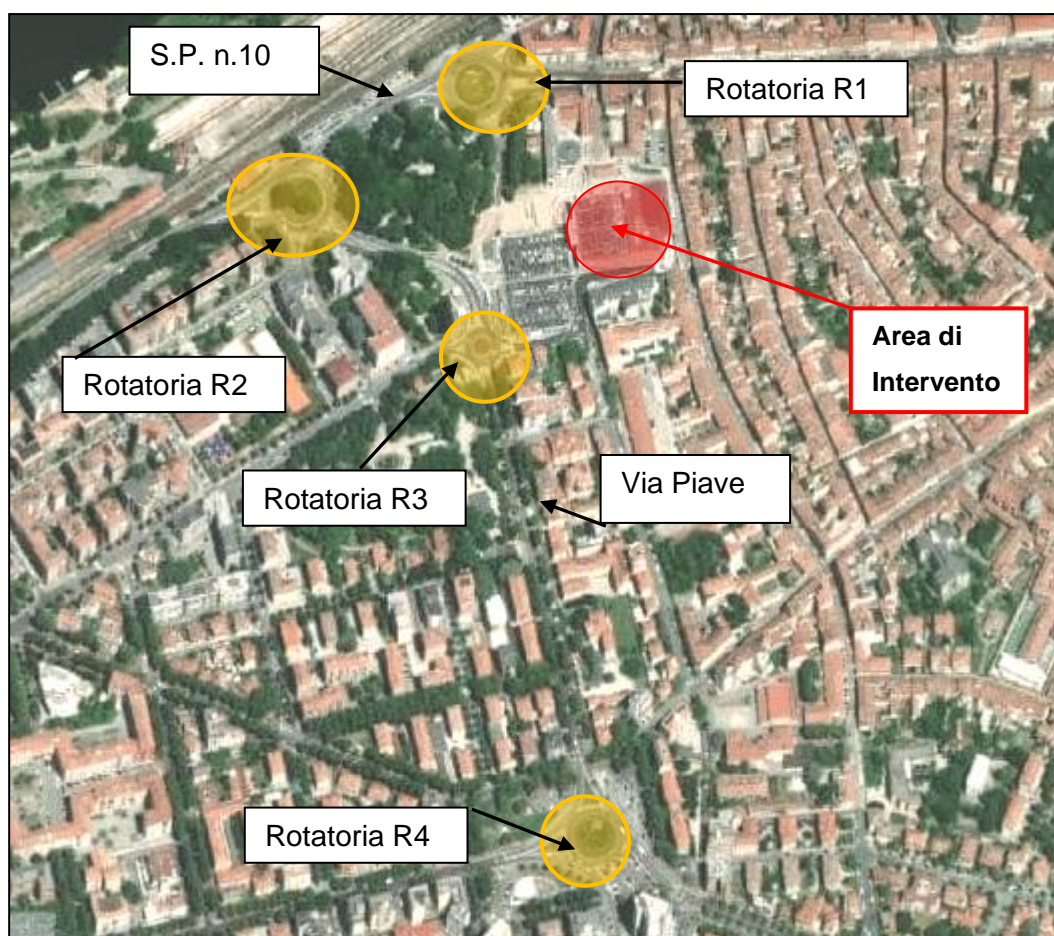 S.P. n.10
Rotatoria R1
Area di
Intervento
Rotatoria R2
Rotatoria R3
Via Piave
Rotatoria R4